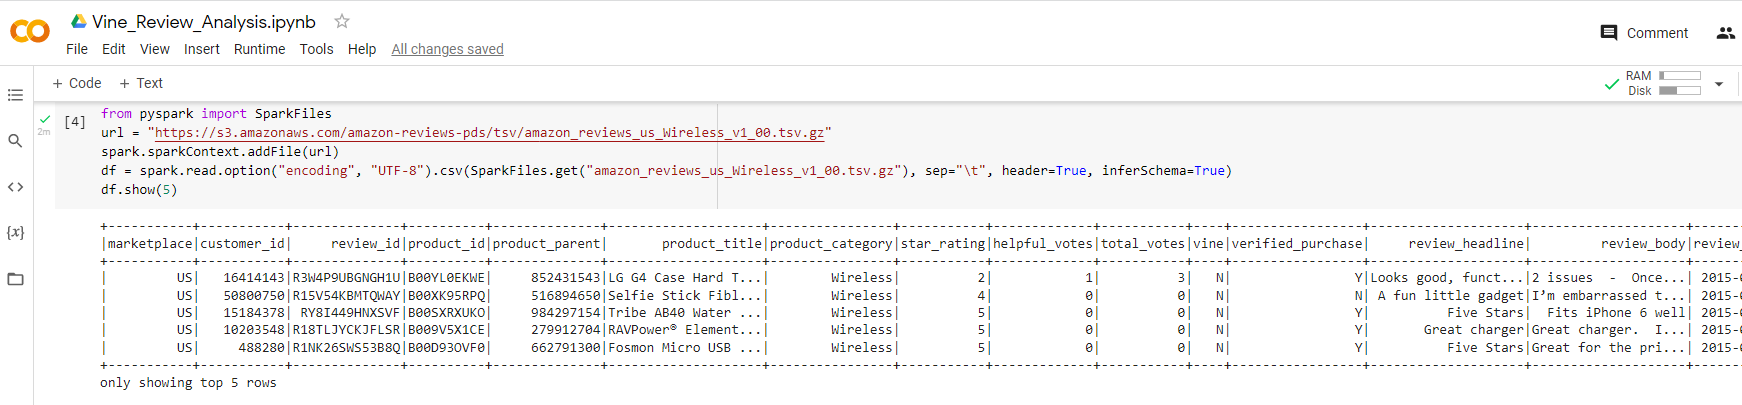 Vine_Review_Analysis.ipynb
File Edit View Insert Runtime Tools Help All changes saved
Comment
+ Code + Text
RAM
Disk
2m
[4]
from pyspark import SparkFiles
url = "https://s3.amazonaws.com/amazon-reviews-pds/tsv/amazon_reviews_us_Wireless_v1_00.tsv.gz"
spark.sparkContext.addFile(url)
df = spark.read.option("encoding", "UTF-8").csv(SparkFiles.get("amazon_reviews_us_Wireless_v1_00.tsv.gz"), sep="\t", header=True, inferSchema=True)
df.show(5)
{x}
|marketplace|customer_id| review_id|product_id|product_parent| product_title|product_category|star_rating|helpful_votes|total_votes|vine|verified_purchase| review_headline| review_body|review_
| US| 16414143|R3W4P9UBGNGH1U|B00YL0EKWE| 852431543|LG G4 Case Hard T...| Wireless| 2| 1| 3| N| Y|Looks good, funct...|2 issues - Once...| 2015-0
| US| 50800750|R15V54KBMTQWAY|B00XK95RPQ| 516894650|Selfie Stick Fibl...| Wireless| 4| 0| 0| N| N| A fun little gadget|I’m embarrassed t...| 2015-0
| US| 15184378| RY8I449HNXSVF|B00SXRXUKO| 984297154|Tribe AB40 Water ...| Wireless| 5| 0| 0| N| Y| Five Stars| Fits iPhone 6 well| 2015-0
| US| 10203548|R18TLJYCKJFLSR|B009V5X1CE| 279912704|RAVPower® Element...| Wireless| 5| 0| 0| N| Y| Great charger|Great charger. I...| 2015-0
| US| 488280|R1NK26SWS53B8Q|B00D93OVF0| 662791300|Fosmon Micro USB ...| Wireless| 5| 0| 0| N| Y| Five Stars|Great for the pri...| 2015-0
only showing top 5 rows